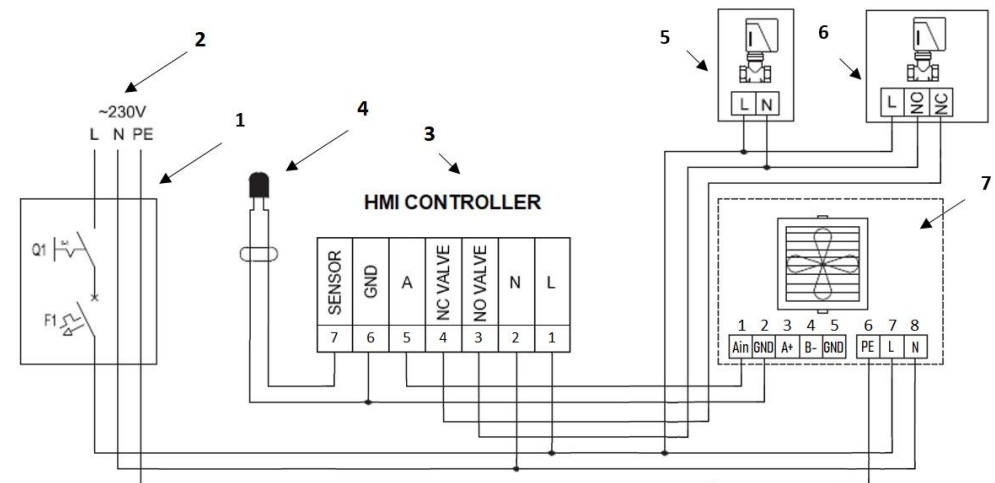 2
~230V
L N PE
1
4
3
5
6
L N
L NO NC
HMI CONTROLLER
7
Q1
F1
SENSOR GND A NC VALVE NO VALVE N L
7 6 5 4 3 2 1
1 2 3 4 5 6 7 8
Ain GND A+ B- GND PE L N